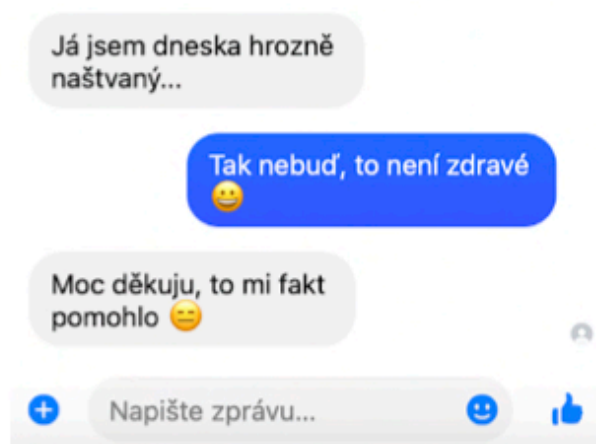 Já jsem dneska hrozně
naštvaný...
Tak nebuď, to není zdravé
😀
Moc děkuju, to mi fakt
pomohlo 😑
Napište zprávu...